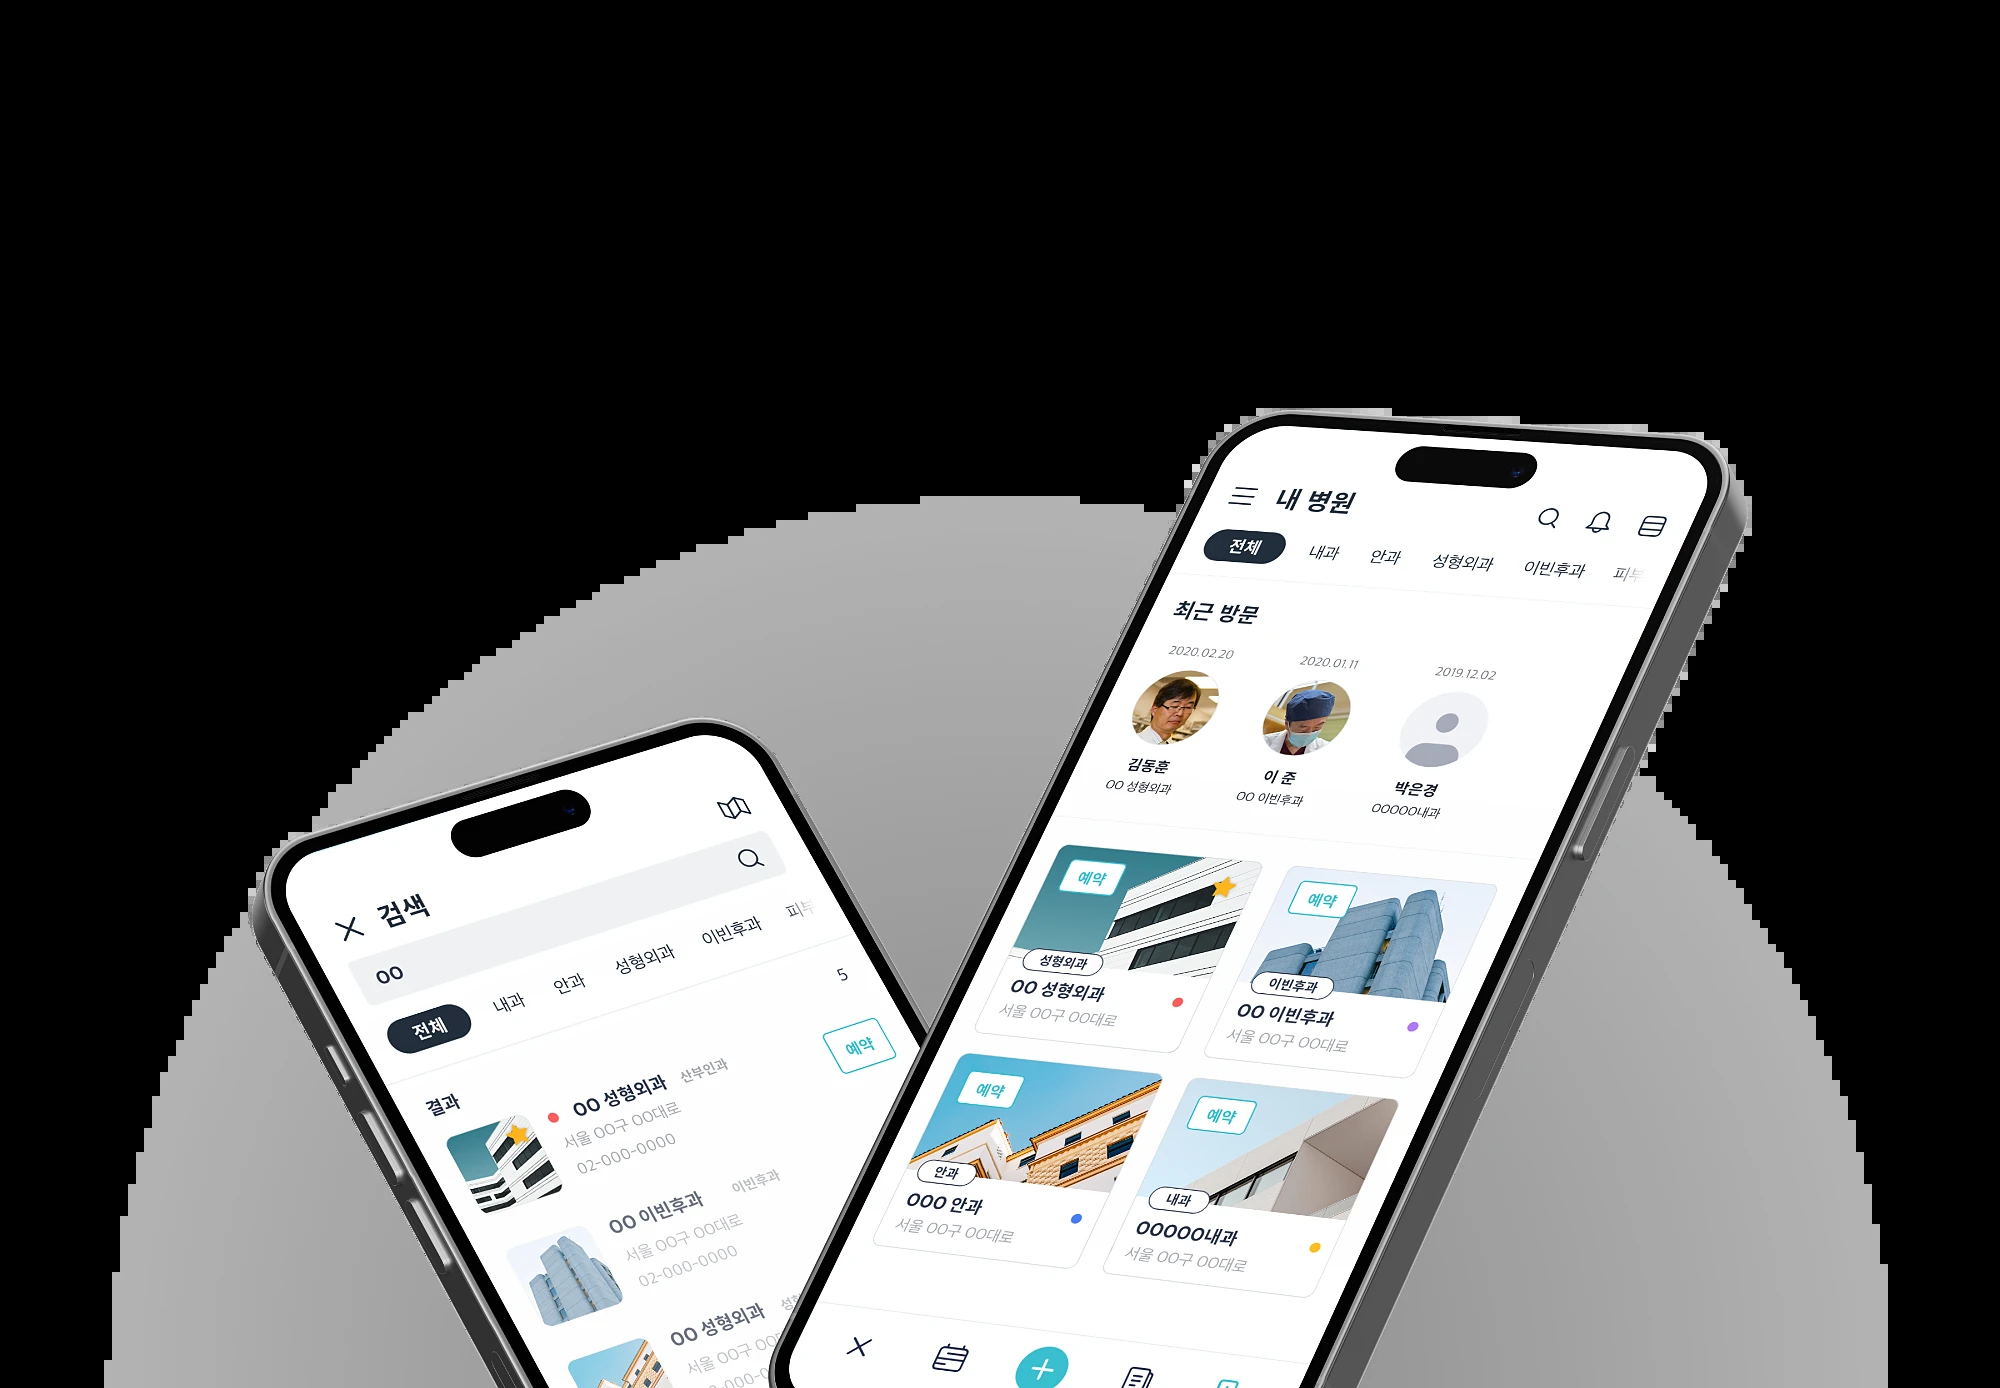 검색
OO
전체 내과 안과 성형외과 이빈후과 피부
결과 5
OO 성형외과 산부인과 예약
서울 OO구 OO대로
02-000-0000
OO 이빈후과 이빈후과
서울 OO구 OO대로
02-000-0000
OO 성형외과
서울 OO구
내 병원
전체 내과 안과 성형외과 이빈후과 피부
최근 방문
2020.02.20 2020.01.11 2019.12.02
김동훈 이 준 박은경
OO 성형외과 OO 이빈후과 OOOOO내과
예약 예약
성형외과 이빈후과
OO 성형외과 OO 이빈후과
서울 OO구 OO대로 서울 OO구 OO대로
예약 예약
안과 내과
OOO 안과 OOOOO내과
서울 OO구 OO대로 서울 OO구 OO대로